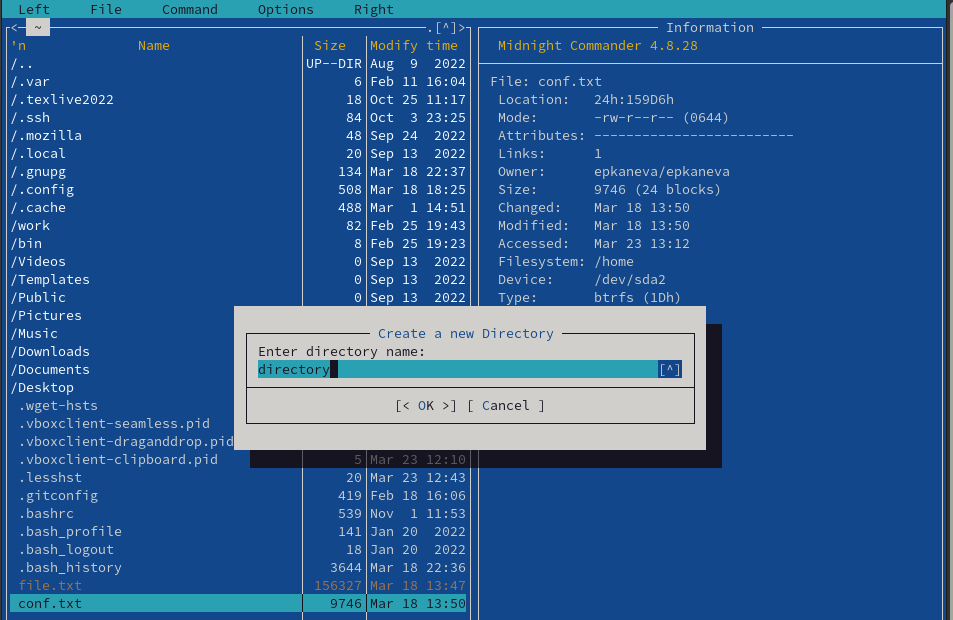 Left File Command Options Right
<- ~ .[^]>
'n Name Size Modify time
/.. UP--DIR Aug 9 2022
/.var 6 Feb 11 16:04
/.texlive2022 18 Oct 25 11:17
/.ssh 84 Oct 3 23:25
/.mozilla 48 Sep 24 2022
/.local 20 Sep 13 2022
/.gnupg 134 Mar 18 22:37
/.config 508 Mar 18 18:25
/.cache 488 Mar 1 14:51
/work 82 Feb 25 19:43
/bin 8 Feb 25 19:23
/Videos 0 Sep 13 2022
/Templates 0 Sep 13 2022
/Public 0 Sep 13 2022
/Pictures
/Music
/Downloads
/Documents
/Desktop
.wget-hsts
.vboxclient-seamless.pid
.vboxclient-draganddrop.pid
.vboxclient-clipboard.pid 5 Mar 23 12:10
.lesshst 20 Mar 23 12:43
.gitconfig 419 Feb 18 16:06
.bashrc 539 Nov 1 11:53
.bash_profile 141 Jan 20 2022
.bash_logout 18 Jan 20 2022
.bash_history 3644 Mar 18 22:36
file.txt 156327 Mar 18 13:47
conf.txt 9746 Mar 18 13:50
Information
Midnight Commander 4.8.28
File: conf.txt
Location: 24h:159D6h
Mode: -rw-r--r-- (0644)
Attributes: -------------------------
Links: 1
Owner: epkaneva/epkaneva
Size: 9746 (24 blocks)
Changed: Mar 18 13:50
Modified: Mar 18 13:50
Accessed: Mar 23 13:12
Filesystem: /home
Device: /dev/sda2
Type: btrfs (1Dh)
Create a new Directory
Enter directory name:
directory [^]
[< OK >] [ Cancel ]